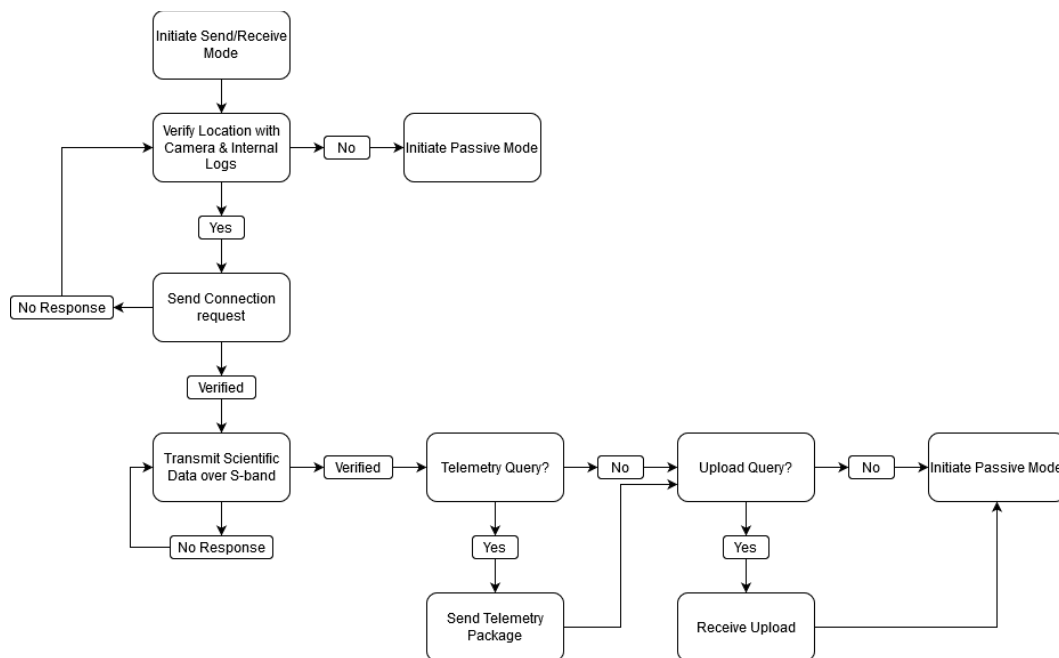 Initiate Send/Receive
Mode
Verify Location with
Camera & Internal
Logs
No
Initiate Passive Mode
Yes
Send Connection
request
No Response
Verified
Transmit Scientific
Data over S-band
Verified
Telemetry Query?
No
Upload Query?
No
Initiate Passive Mode
No Response
Yes
Yes
Send Telemetry
Package
Receive Upload